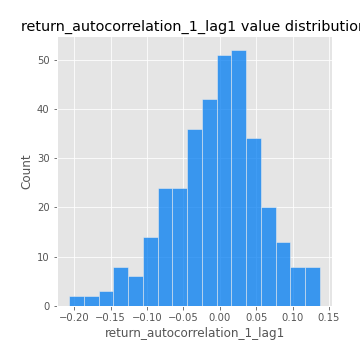 return_autocorrelation_1_lag1 value distribution
50
40
30
20
10
0
Count
−0.20 −0.15 −0.10 −0.05 0.00 0.05 0.10 0.15
return_autocorrelation_1_lag1